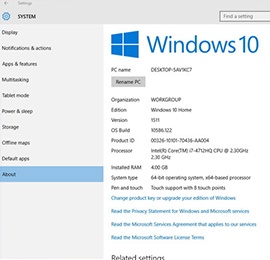 Settings
SYSTEM
Find a setting
Display
Notifications & actions
Apps & features
Multitasking
Tablet mode
Power & sleep
Storage
Offline maps
Default apps
About
Windows 10
PC name DESKTOP-5AV1KC7
Rename PC
Organization WORKGROUP
Edition Windows 10 Home
Version 1511
OS Build 10586.122
Product ID 00326-10101-70436-AA004
Processor Intel(R) Core(TM) i7-4712HQ CPU @ 2.30GHz
2.30 GHz
Installed RAM 4.00 GB
System type 64-bit operating system, x64-based processor
Pen and touch Touch support with 8 touch points
Change product key or upgrade your edition of Windows
Read the Privacy Statement for Windows and Microsoft services
Read the Microsoft Services Agreement that applies to our services
Read the Microsoft Software License Terms
Related settings